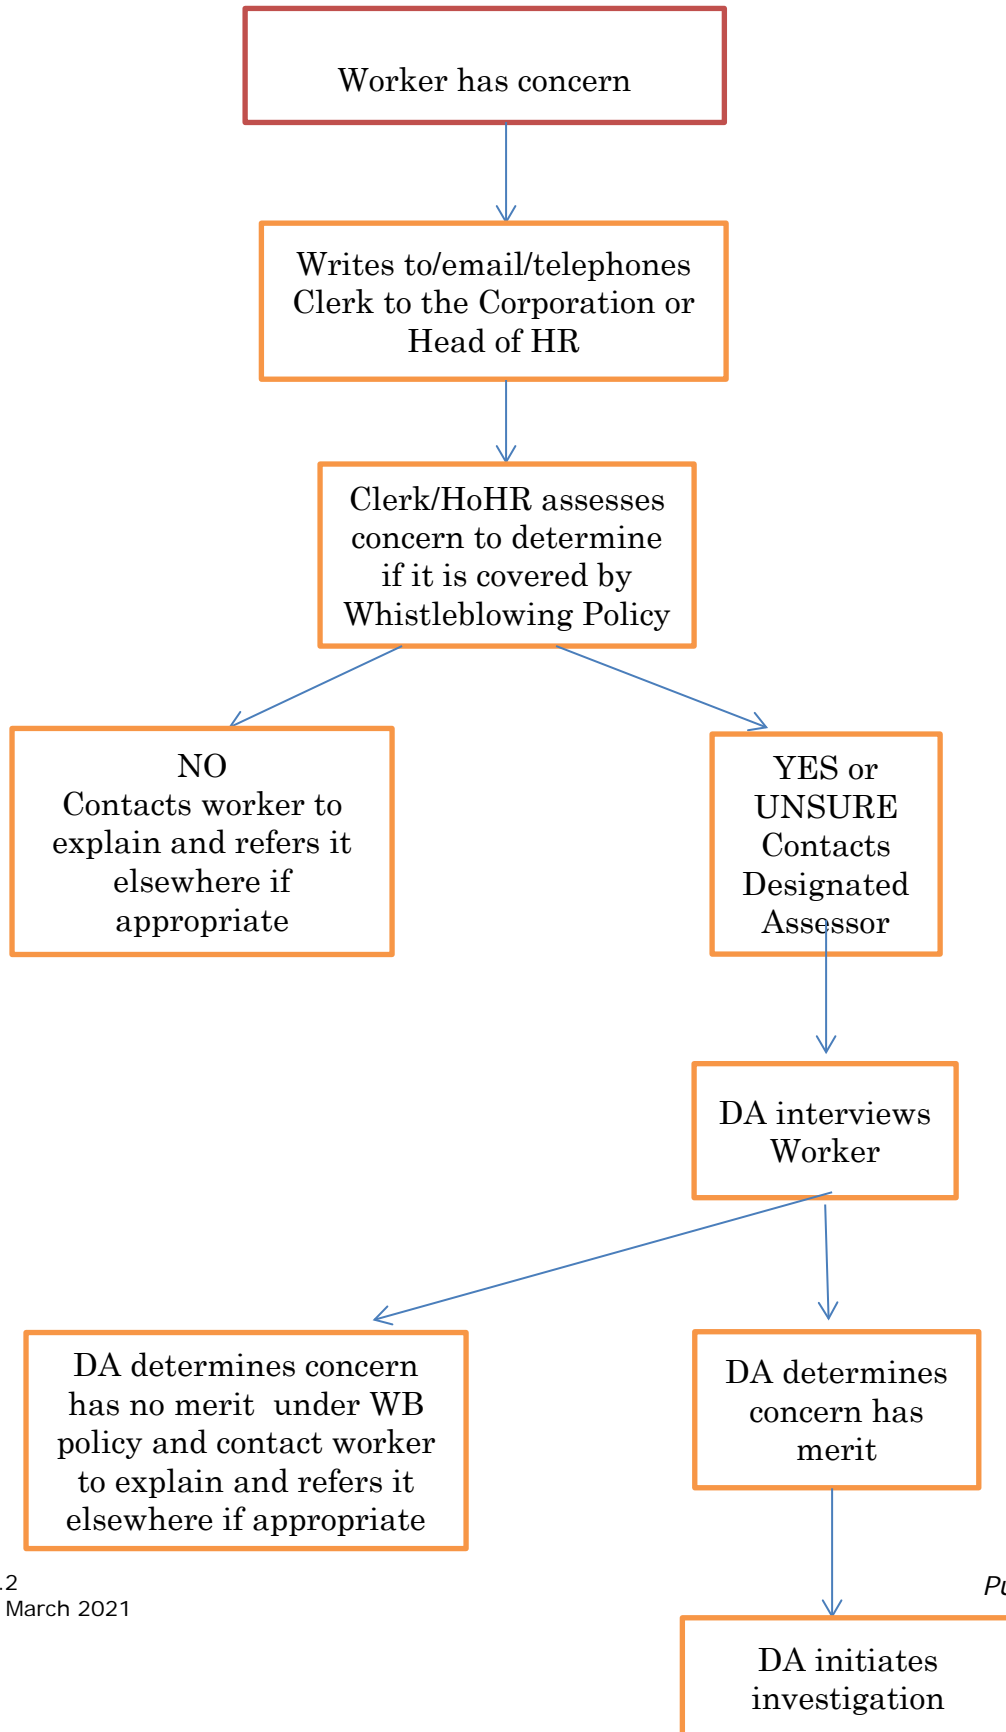 Worker has concern
Writes to/email/telephones
Clerk to the Corporation or
Head of HR
Clerk/HoHR assesses
concern to determine
if it is covered by
Whistleblowing Policy
NO
Contacts worker to
explain and refers it
elsewhere if
appropriate
YES or
UNSURE
Contacts
Designated
Assessor
DA interviews
Worker
DA determines concern
has no merit under WB
policy and contact worker
to explain and refers it
elsewhere if appropriate
DA determines
concern has
merit
.2
March 2021
DA initiates
investigation